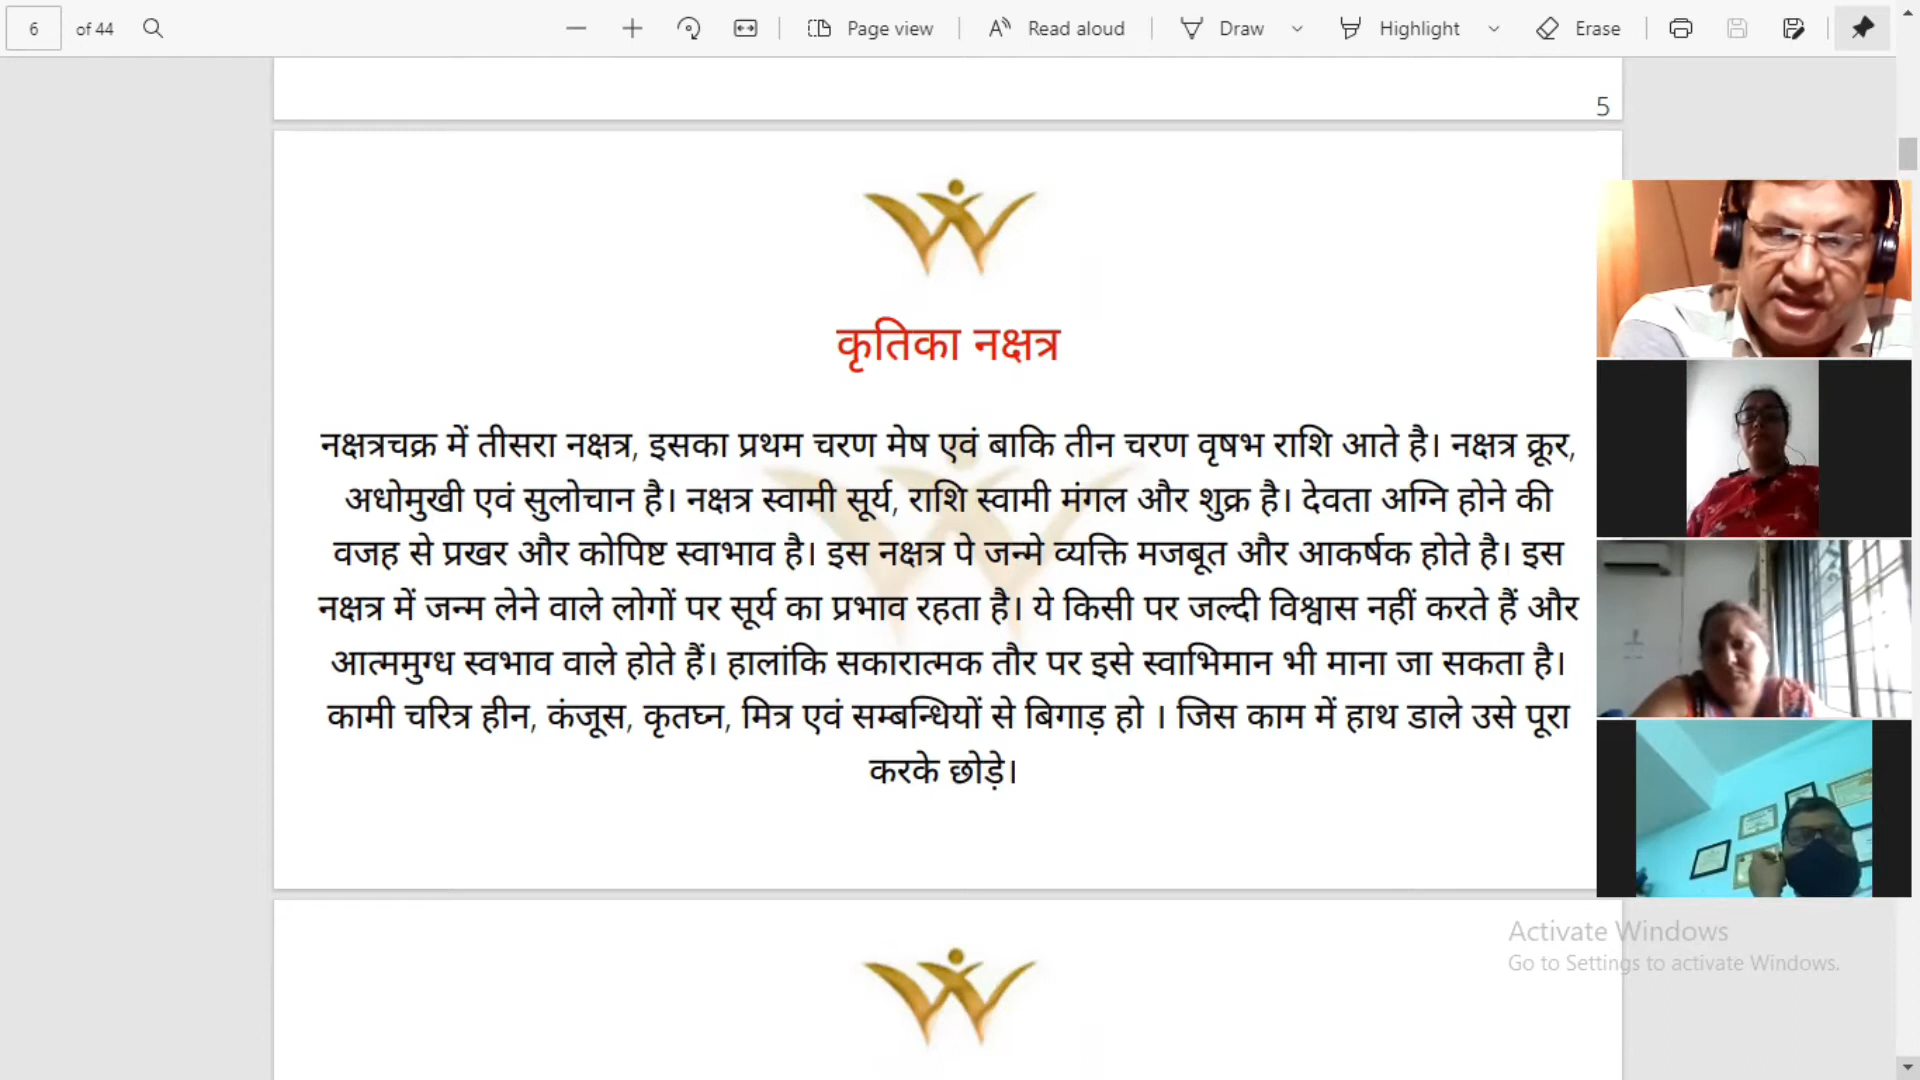 6 of 44 Page view Read aloud Draw Highlight Erase
5
कृतिका नक्षत्र
नक्षत्रचक्र में तीसरा नक्षत्र, इसका प्रथम चरण मेष एवं बाकि तीन चरण वृषभ राशि आते है। नक्षत्र क्रूर,
अधोमुखी एवं सुलोचान है। नक्षत्र स्वामी सूर्य, राशि स्वामी मंगल और शुक्र है। देवता अग्नि होने की
वजह से प्रखर और कोपिष्ट स्वाभाव है। इस नक्षत्र पे जन्मे व्यक्ति मजबूत और आकर्षक होते है। इस
नक्षत्र में जन्म लेने वाले लोगों पर सूर्य का प्रभाव रहता है। ये किसी पर जल्दी विश्वास नहीं करते हैं और
आत्ममुग्ध स्वभाव वाले होते हैं। हालांकि सकारात्मक तौर पर इसे स्वाभिमान भी माना जा सकता है।
कामी चरित्र हीन, कंजूस, कृतघ्न, मित्र एवं सम्बन्धियों से बिगाड़ हो । जिस काम में हाथ डाले उसे पूरा
करके छोड़े।
Activate Windows
Go to Settings to activate Windows.